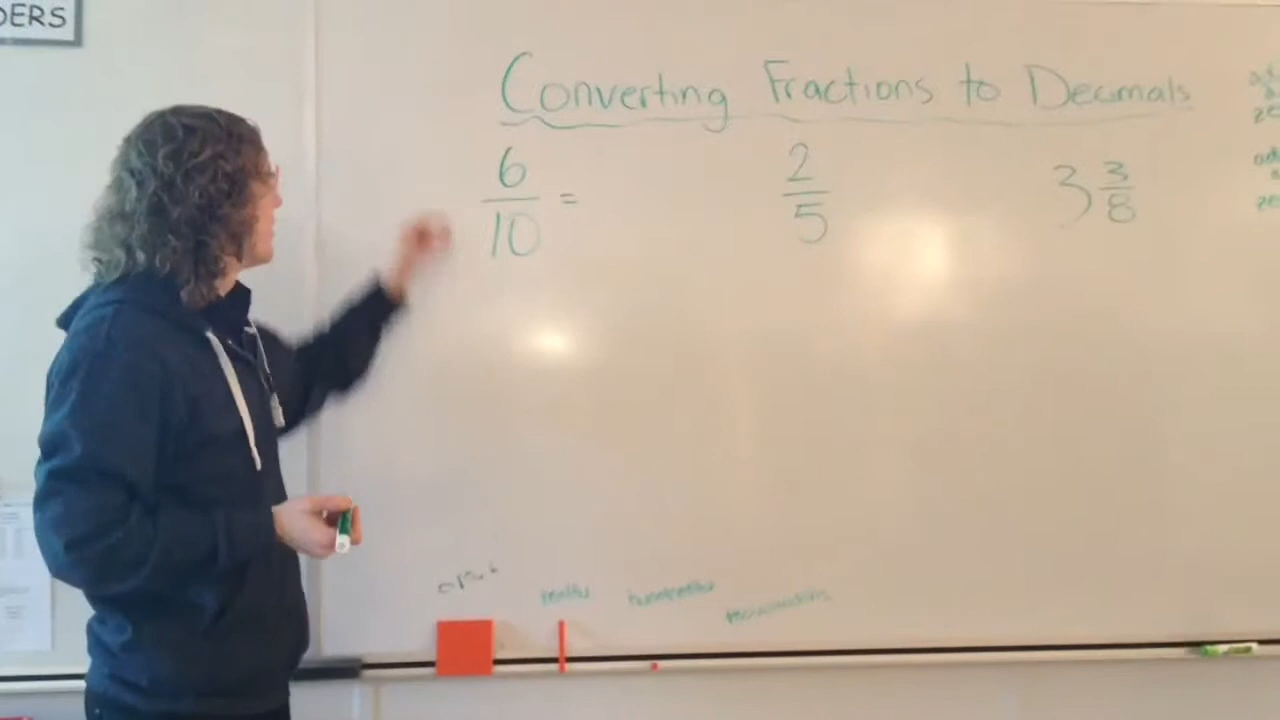 DERS
Converting Fractions to Decimals
6/10 =
2/5
3 3/8
tenths
hundredths